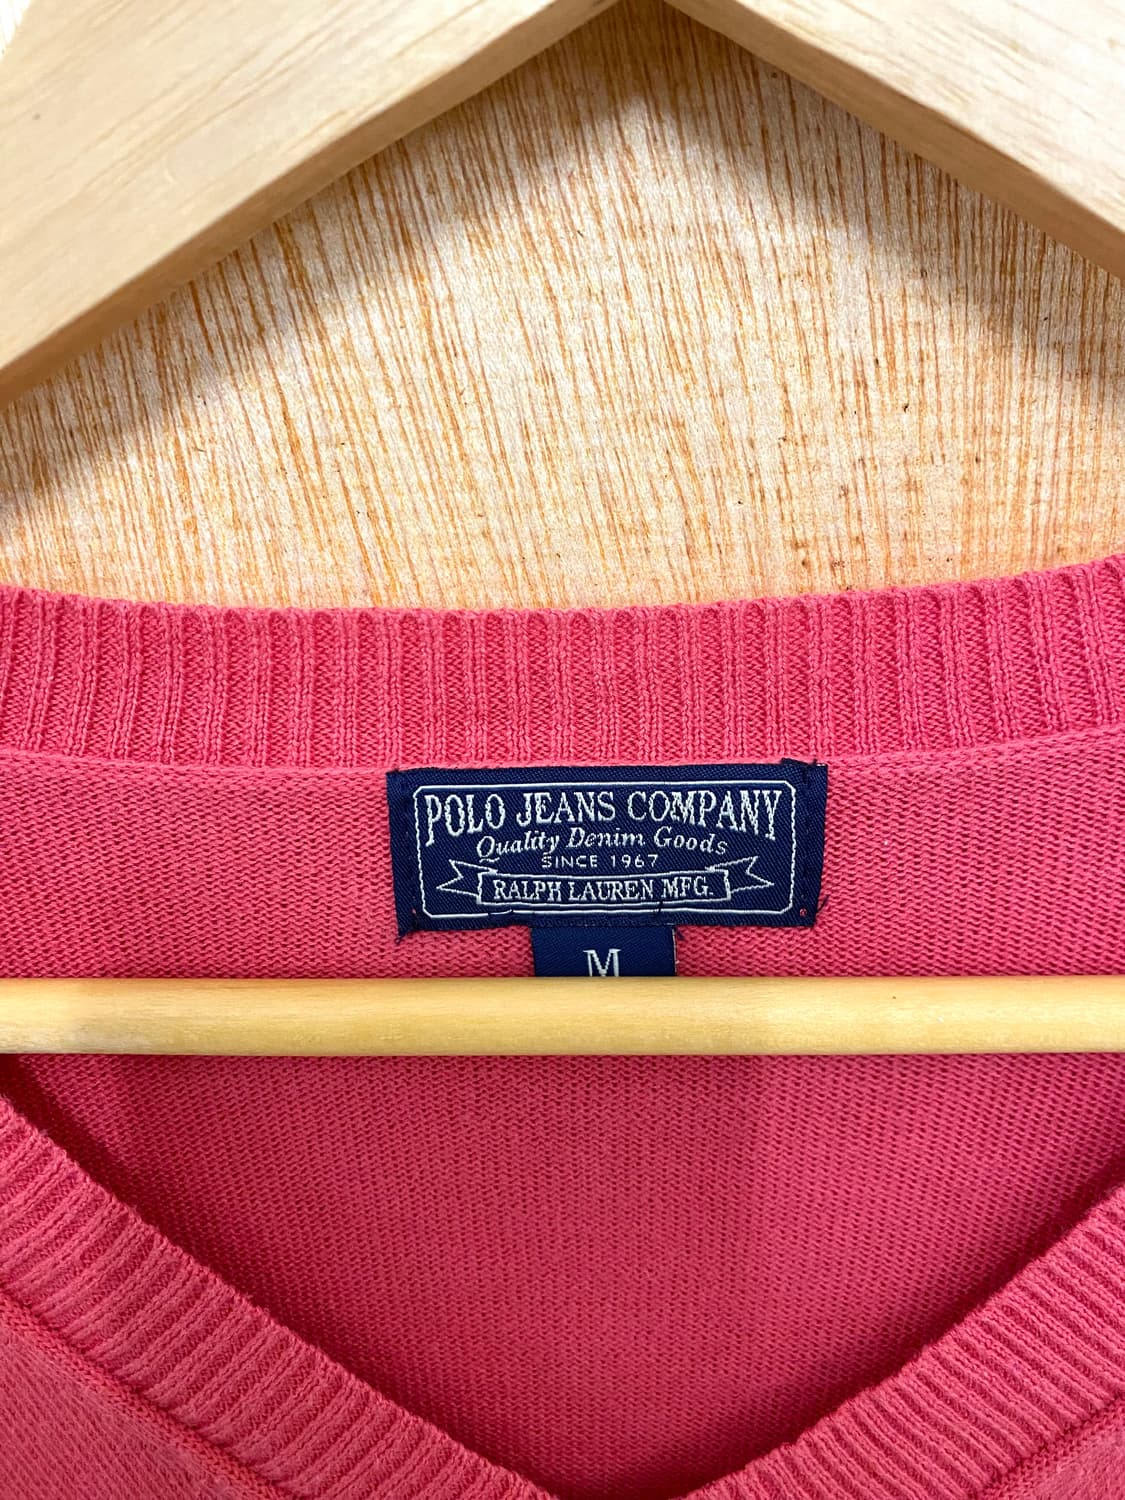 POLO JEANS COMPANY
Quality Denim Goods
SINCE 1967
RALPH LAUREN MFG.
M